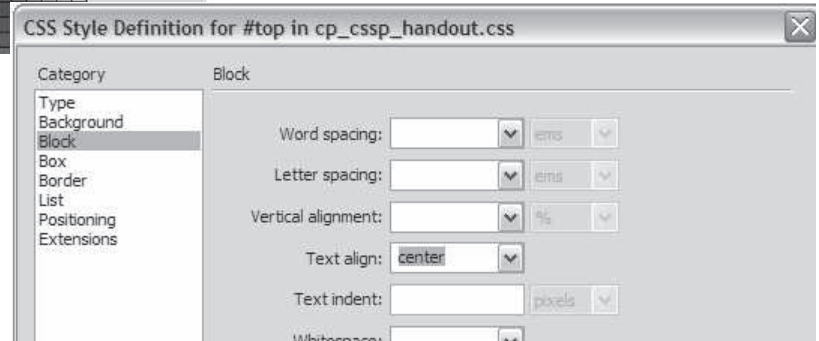 CSS Style Definition for #top in cp_cssp_handout.css
Category
Block
Type
Background
Block
Box
Border
List
Positioning
Extensions
Word spacing: ems
Letter spacing: ems
Vertical alignment: %
Text align: center
Text indent: pixels
Whitespace: